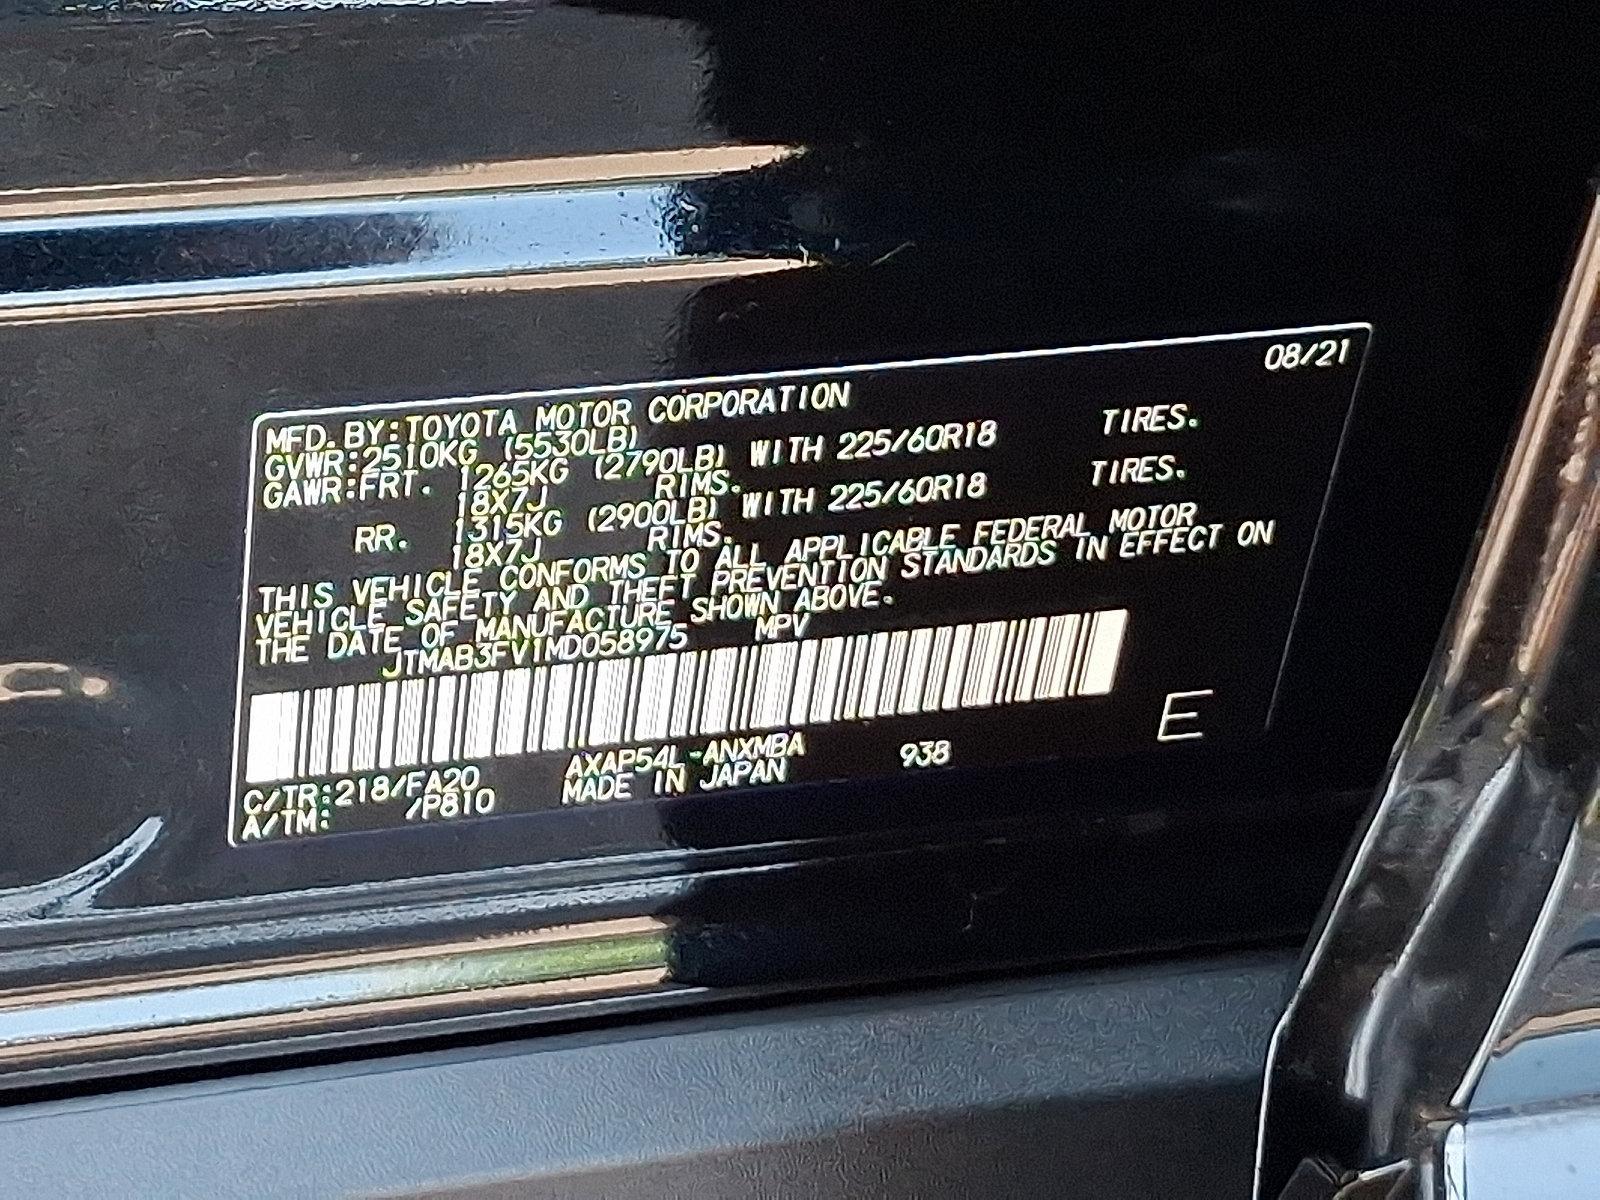 08/21
MFD. BY:TOYOTA MOTOR CORPORATION
GVWR:2510KG (5530LB)
GAWR:FRT. 1265KG (2790LB) WITH 225/60R18 TIRES.
18X7J RIMS.
RR. 1315KG (2900LB) WITH 225/60R18 TIRES.
18X7J RIMS.
THIS VEHICLE CONFORMS TO ALL APPLICABLE FEDERAL MOTOR
VEHICLE SAFETY AND THEFT PREVENTION STANDARDS IN EFFECT ON
THE DATE OF MANUFACTURE SHOWN ABOVE.
JTMAB3FV1MD058975 MPV
C/TR:218/FA20 AXAP54L-ANXMBA 938 E
A/TM: /P810 MADE IN JAPAN